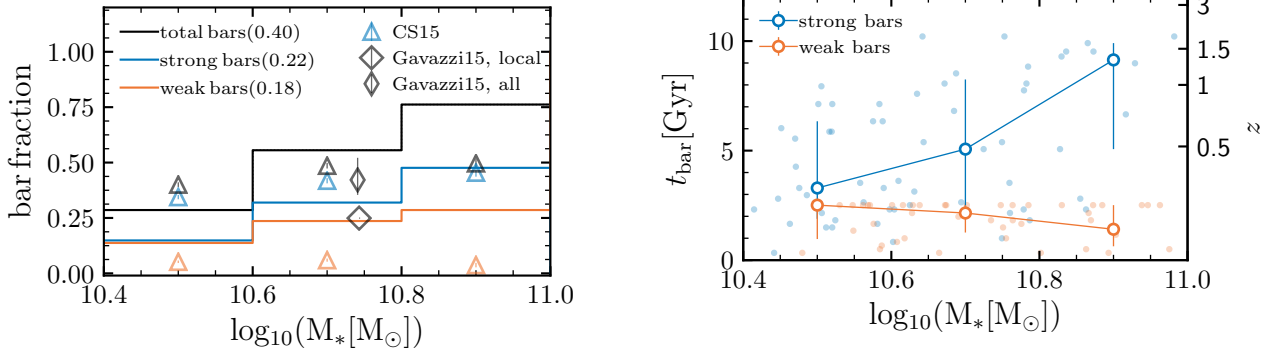 total bars(0.40)
strong bars(0.22)
weak bars(0.18)
CS15
Gavazzi15, local
Gavazzi15, all
1.00
0.75
0.50
0.25
0.00
bar fraction
10.4 10.6 10.8 11.0
log₁₀(M∗[M⊙])
strong bars
weak bars
10
5
0
t_bar[Gyr]
3
1.5
1
0.5
z
10.4 10.6 10.8 11.0
log₁₀(M∗[M⊙])